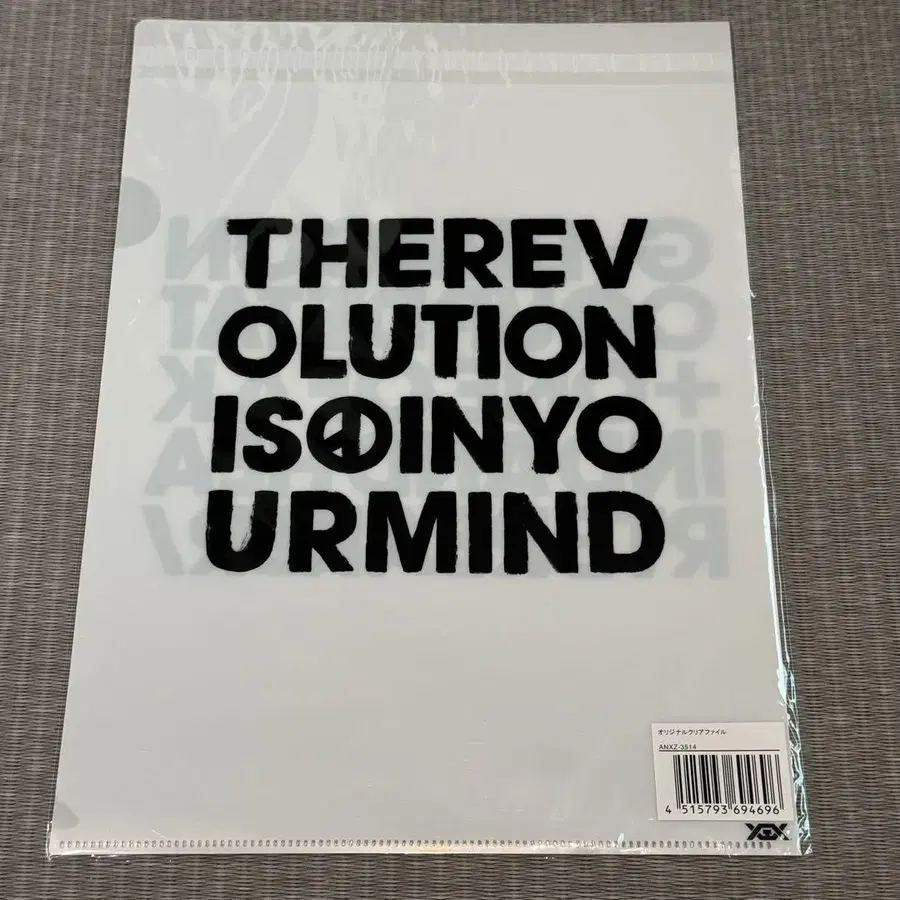 THEREV
OLUTION
IS☮INYO
URMIND
オリジナルクリアファイル
ANXZ-3514
4 515793 694696
YGEX